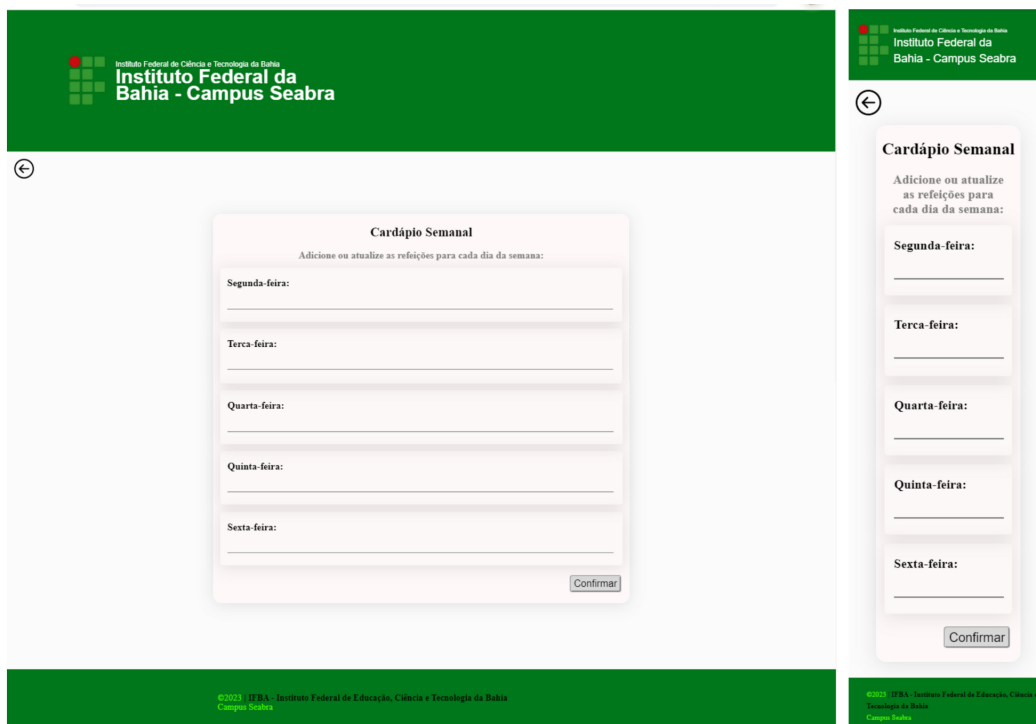 Instituto Federal de Ciência e Tecnologia da Bahia
Instituto Federal da
Bahia - Campus Seabra
Cardápio Semanal
Adicione ou atualize as refeições para cada dia da semana:
Segunda-feira:
Terca-feira:
Quarta-feira:
Quinta-feira:
Sexta-feira:
Confirmar
©2023 | IFBA - Instituto Federal de Educação, Ciência e Tecnologia da Bahia
Campus Seabra
Instituto Federal de Ciência e Tecnologia da Bahia
Instituto Federal da
Bahia - Campus Seabra
Cardápio Semanal
Adicione ou atualize
as refeições para
cada dia da semana:
Segunda-feira:
Terca-feira:
Quarta-feira:
Quinta-feira:
Sexta-feira:
Confirmar
©2023 | IFBA - Instituto Federal de Educação, Ciência e
Tecnologia da Bahia
Campus Seabra